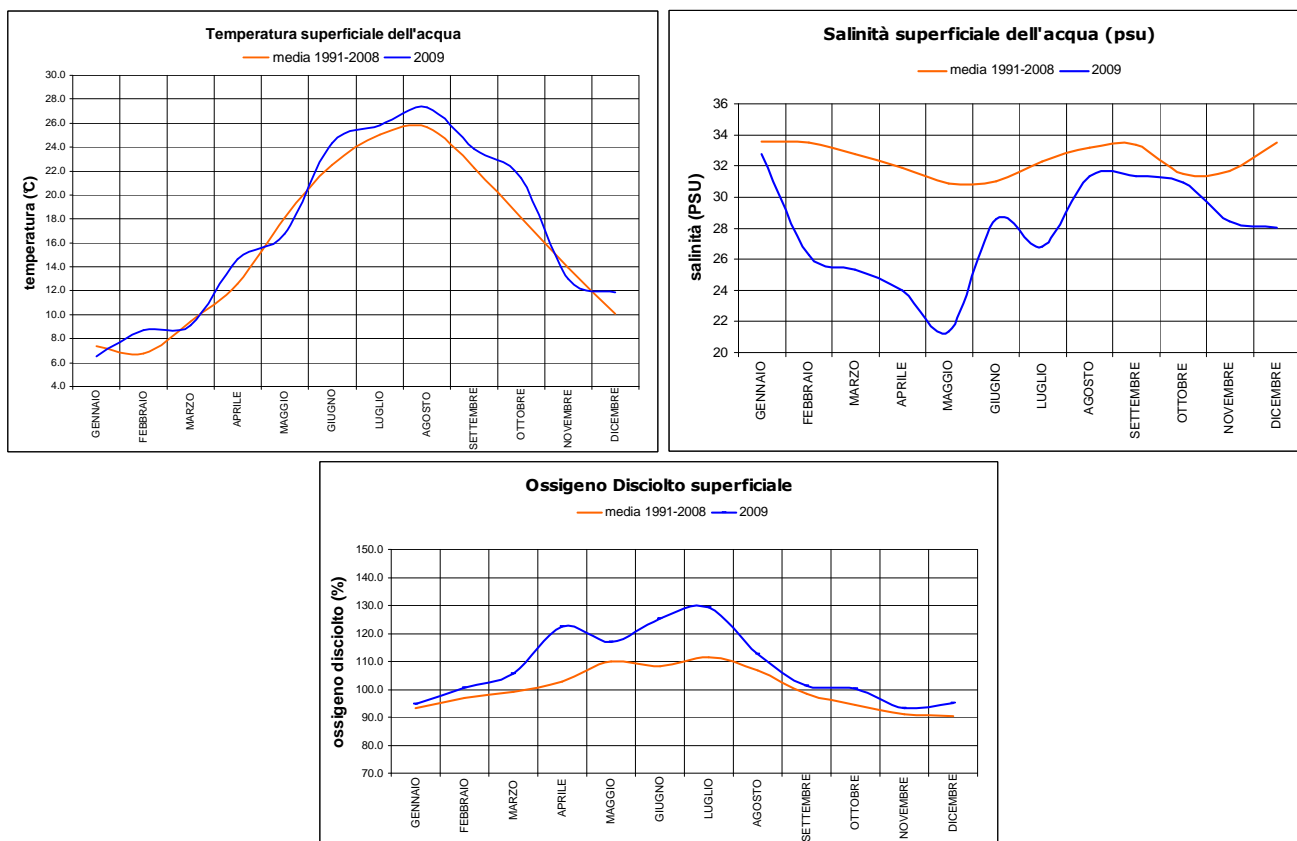 Temperatura superficiale dell'acqua
media 1991-2008 2009
temperatura (°C)
30.0
28.0
26.0
24.0
22.0
20.0
18.0
16.0
14.0
12.0
10.0
8.0
6.0
4.0
GENNAIO
FEBBRAIO
MARZO
APRILE
MAGGIO
GIUGNO
LUGLIO
AGOSTO
SETTEMBRE
OTTOBRE
NOVEMBRE
DICEMBRE
Salinità superficiale dell'acqua (psu)
media 1991-2008 2009
salinità (PSU)
36
34
32
30
28
26
24
22
20
GENNAIO
FEBBRAIO
MARZO
APRILE
MAGGIO
GIUGNO
LUGLIO
AGOSTO
SETTEMBRE
OTTOBRE
NOVEMBRE
DICEMBRE
Ossigeno Disciolto superficiale
media 1991-2008 2009
ossigeno disciolto (%)
150.0
140.0
130.0
120.0
110.0
100.0
90.0
80.0
70.0
GENNAIO
FEBBRAIO
MARZO
APRILE
MAGGIO
GIUGNO
LUGLIO
AGOSTO
SETTEMBRE
OTTOBRE
NOVEMBRE
DICEMBRE